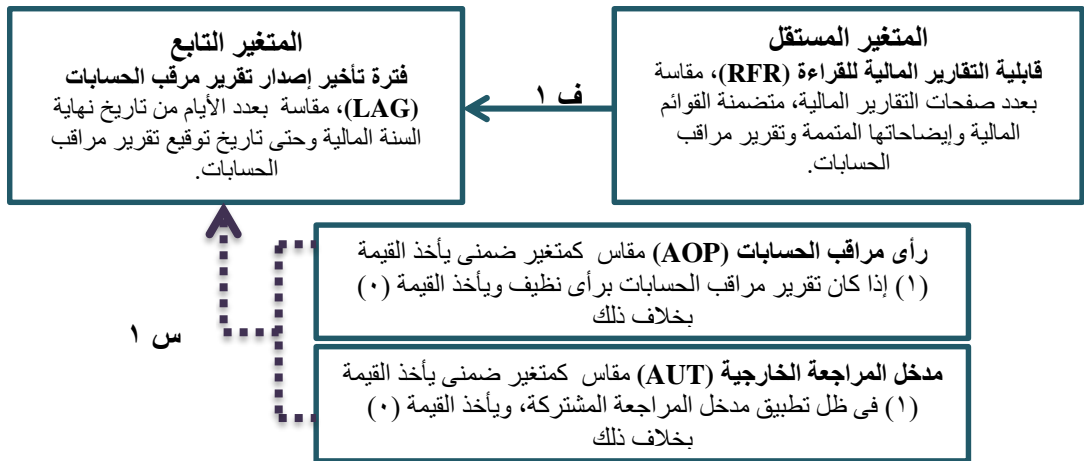 المتغير المستقل
قابلية التقارير المالية للقراءة (RFR)، مقاسة
بعدد صفحات التقارير المالية، متضمنة القوائم
المالية وإيضاحاتها المتممة وتقرير مراقب
الحسابات.
ف ١
المتغير التابع
فترة تأخير إصدار تقرير مرقب الحسابات
(LAG)، مقاسة بعدد الأيام من تاريخ نهاية
السنة المالية وحتى تاريخ توقيع تقرير مراقب
الحسابات.
رأى مراقب الحسابات (AOP) مقاس كمتغير ضمنى يأخذ القيمة
(١) إذا كان تقرير مراقب الحسابات برأى نظيف ويأخذ القيمة (٠)
بخلاف ذلك
س ١
مدخل المراجعة الخارجية (AUT) مقاس كمتغير ضمنى يأخذ القيمة
(١) فى ظل تطبيق مدخل المراجعة المشتركة، ويأخذ القيمة (٠)
بخلاف ذلك